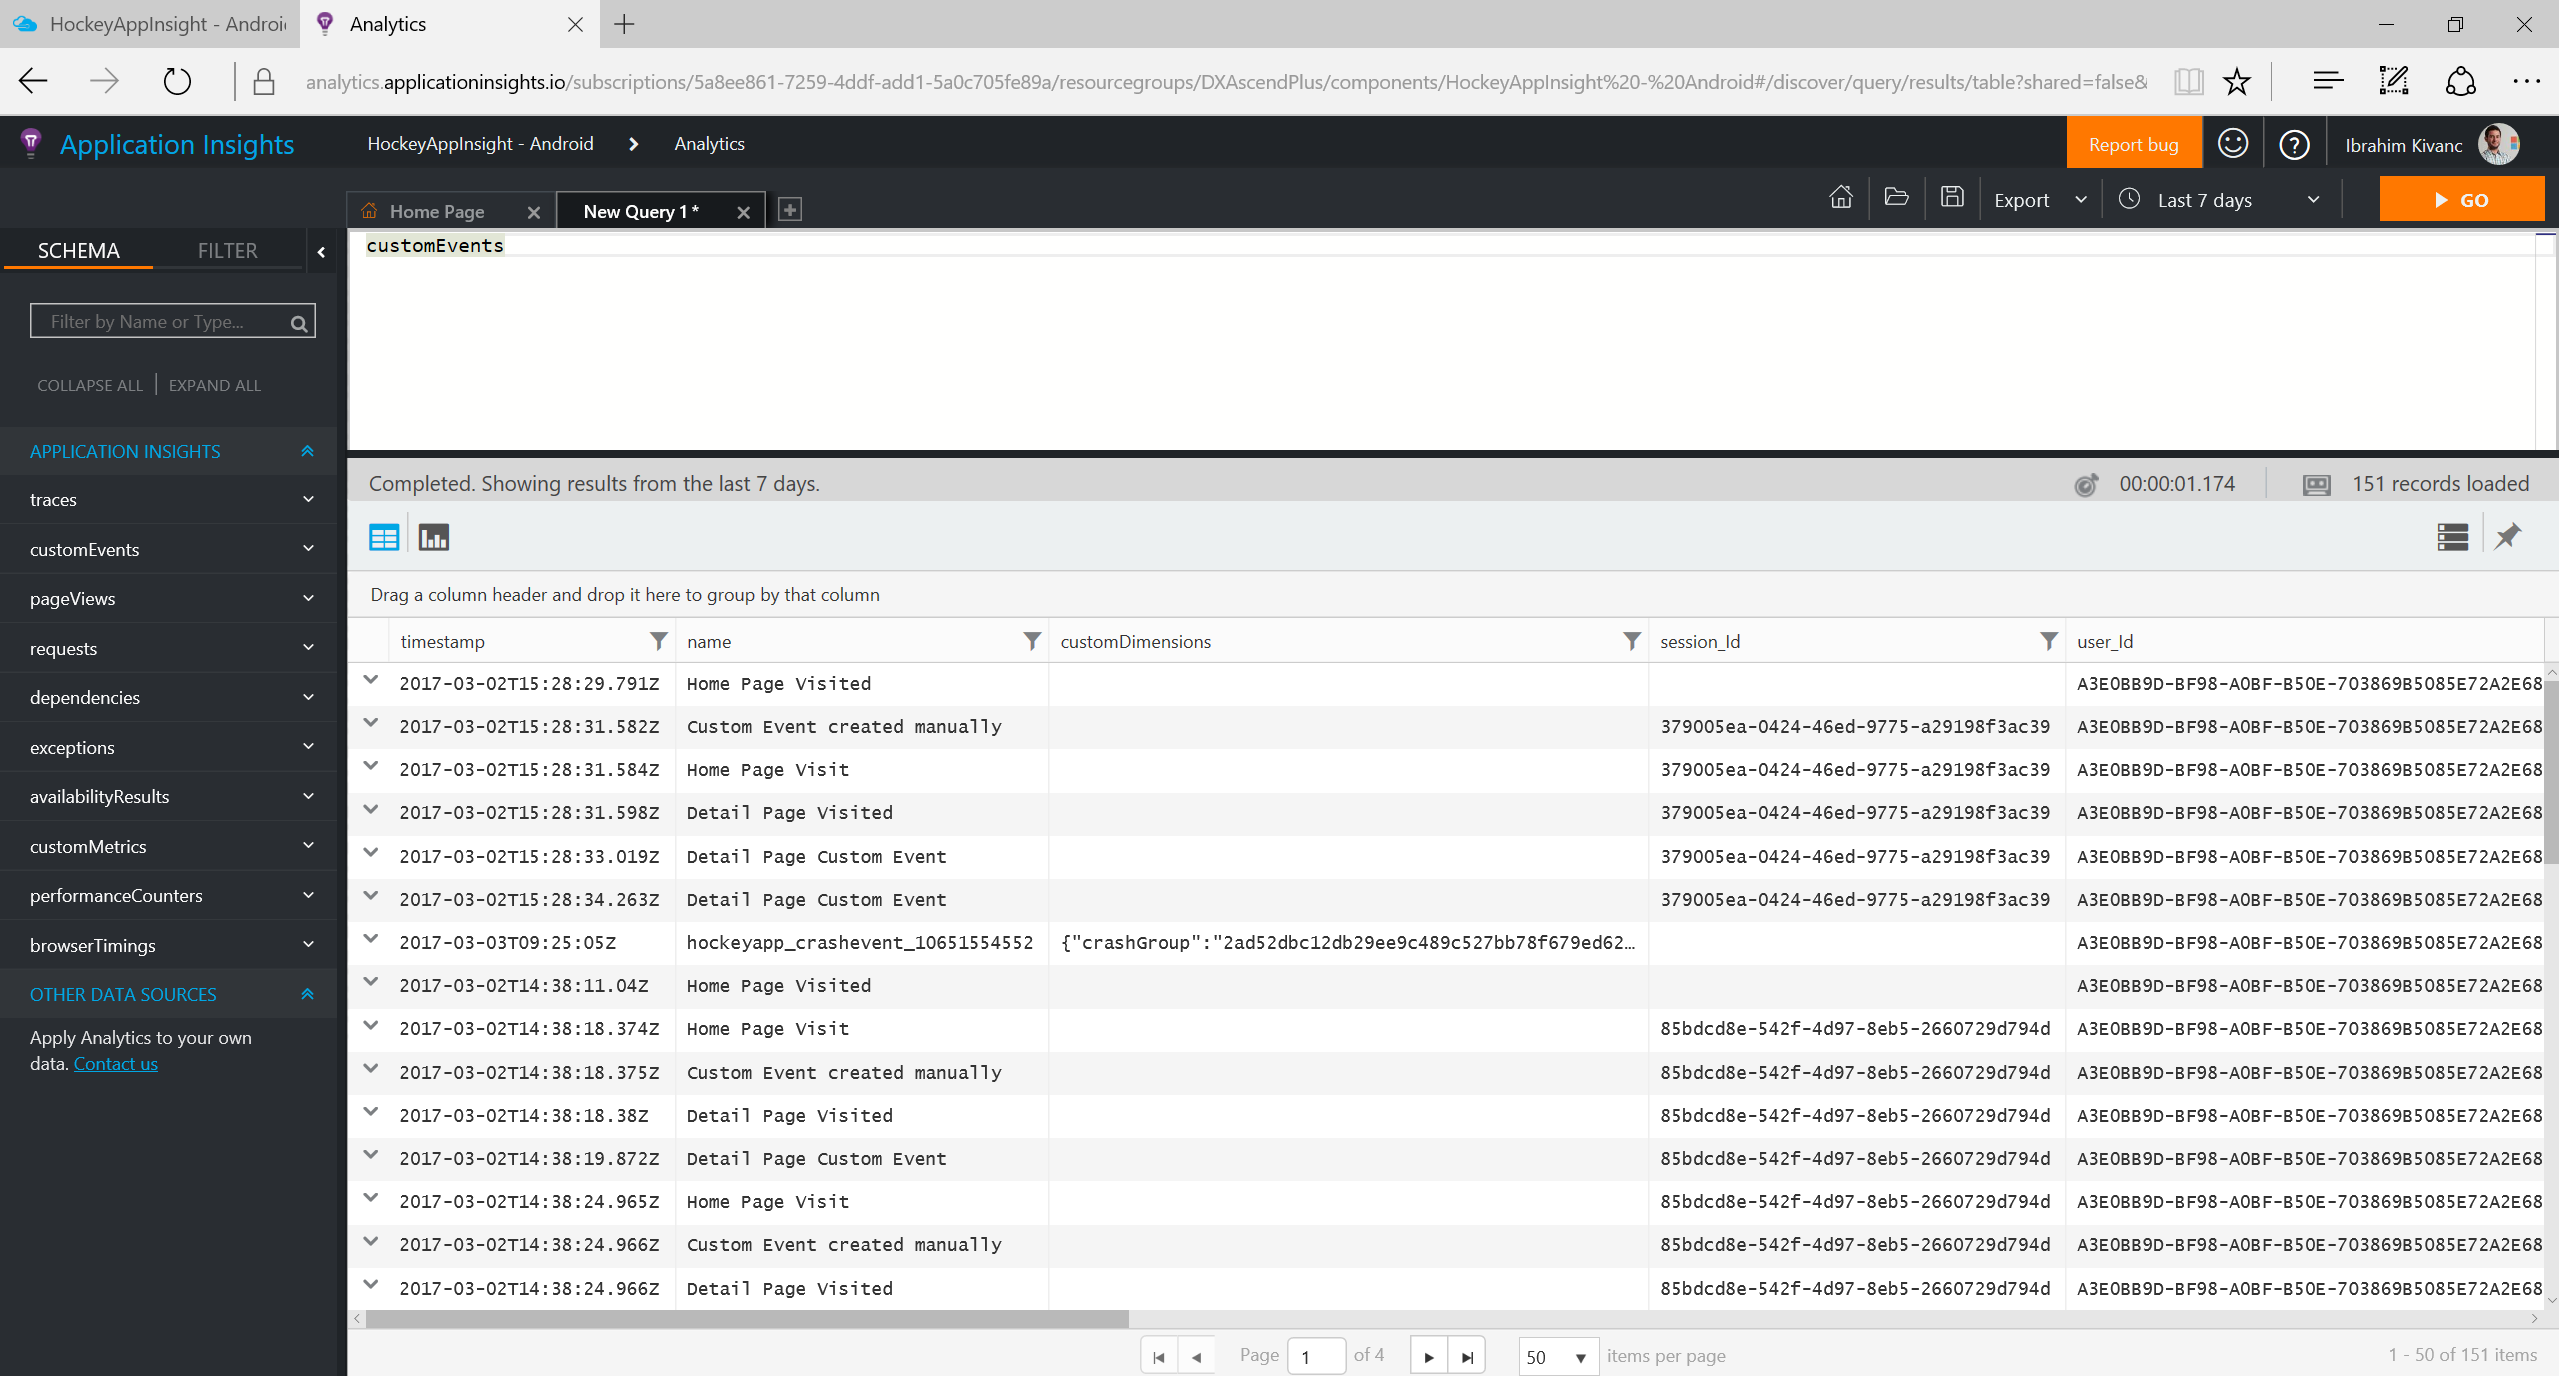 HockeyAppInsight - Androi
Analytics
analytics.applicationinsights.io/subscriptions/5a8ee861-7259-4ddf-add1-5a0c705fe89a/resourcegroups/DXAscendPlus/components/HockeyAppInsight%20-%20Android#/discover/query/results/table?shared=false&
Application Insights
HockeyAppInsight - Android
Analytics
Report bug
Ibrahim Kivanc
Home Page
New Query 1 *
Export
Last 7 days
GO
SCHEMA
FILTER
customEvents
Filter by Name or Type...
COLLAPSE ALL
EXPAND ALL
APPLICATION INSIGHTS
traces
customEvents
pageViews
requests
dependencies
exceptions
availabilityResults
customMetrics
performanceCounters
browserTimings
OTHER DATA SOURCES
Apply Analytics to your own
data. Contact us
Completed. Showing results from the last 7 days.
00:00:01.174
151 records loaded
Drag a column header and drop it here to group by that column
timestamp name customDimensions session_Id user_Id
2017-03-02T15:28:29.791Z Home Page Visited A3E0BB9D-BF98-A0BF-B50E-703869B5085E72A2E68
2017-03-02T15:28:31.582Z Custom Event created manually 379005ea-0424-46ed-9775-a29198f3ac39 A3E0BB9D-BF98-A0BF-B50E-703869B5085E72A2E68
2017-03-02T15:28:31.584Z Home Page Visit 379005ea-0424-46ed-9775-a29198f3ac39 A3E0BB9D-BF98-A0BF-B50E-703869B5085E72A2E68
2017-03-02T15:28:31.598Z Detail Page Visited 379005ea-0424-46ed-9775-a29198f3ac39 A3E0BB9D-BF98-A0BF-B50E-703869B5085E72A2E68
2017-03-02T15:28:33.019Z Detail Page Custom Event 379005ea-0424-46ed-9775-a29198f3ac39 A3E0BB9D-BF98-A0BF-B50E-703869B5085E72A2E68
2017-03-02T15:28:34.263Z Detail Page Custom Event 379005ea-0424-46ed-9775-a29198f3ac39 A3E0BB9D-BF98-A0BF-B50E-703869B5085E72A2E68
2017-03-03T09:25:05Z hockeyapp_crashevent_10651554552 {"crashGroup":"2ad52dbc12db29ee9c489c527bb78f679ed62... A3E0BB9D-BF98-A0BF-B50E-703869B5085E72A2E68
2017-03-02T14:38:11.04Z Home Page Visited A3E0BB9D-BF98-A0BF-B50E-703869B5085E72A2E68
2017-03-02T14:38:18.374Z Home Page Visit 85bdcd8e-542f-4d97-8eb5-2660729d794d A3E0BB9D-BF98-A0BF-B50E-703869B5085E72A2E68
2017-03-02T14:38:18.375Z Custom Event created manually 85bdcd8e-542f-4d97-8eb5-2660729d794d A3E0BB9D-BF98-A0BF-B50E-703869B5085E72A2E68
2017-03-02T14:38:18.38Z Detail Page Visited 85bdcd8e-542f-4d97-8eb5-2660729d794d A3E0BB9D-BF98-A0BF-B50E-703869B5085E72A2E68
2017-03-02T14:38:19.872Z Detail Page Custom Event 85bdcd8e-542f-4d97-8eb5-2660729d794d A3E0BB9D-BF98-A0BF-B50E-703869B5085E72A2E68
2017-03-02T14:38:24.965Z Home Page Visit 85bdcd8e-542f-4d97-8eb5-2660729d794d A3E0BB9D-BF98-A0BF-B50E-703869B5085E72A2E68
2017-03-02T14:38:24.966Z Custom Event created manually 85bdcd8e-542f-4d97-8eb5-2660729d794d A3E0BB9D-BF98-A0BF-B50E-703869B5085E72A2E68
2017-03-02T14:38:24.966Z Detail Page Visited 85bdcd8e-542f-4d97-8eb5-2660729d794d A3E0BB9D-BF98-A0BF-B50E-703869B5085E72A2E68
Page 1 of 4
50 items per page
1 - 50 of 151 items